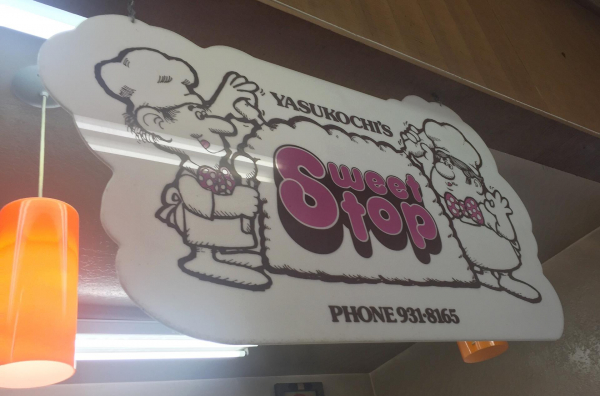 YASUKOCHI'S
Sweet
Stop
PHONE 931-8165